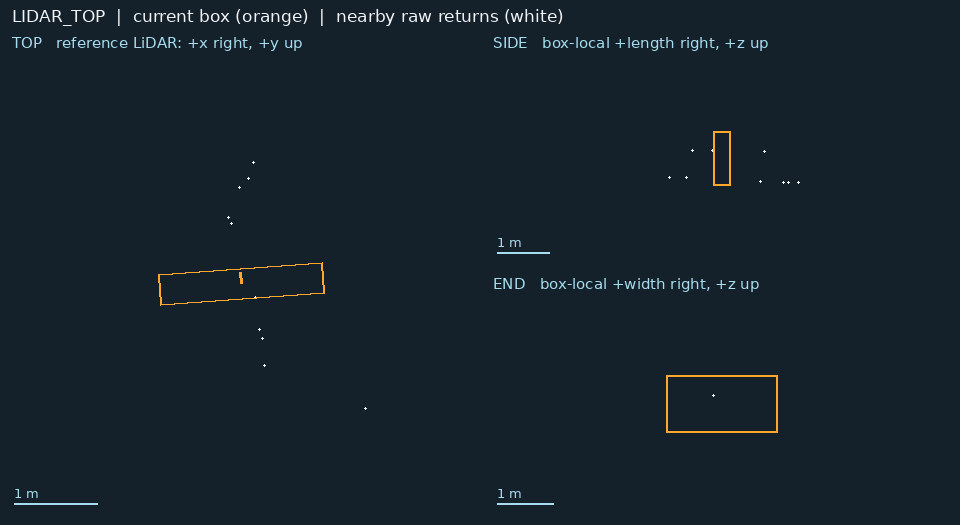 LIDAR_TOP | current box (orange) | nearby raw returns (white)
TOP reference LiDAR: +x right, +y up
SIDE box-local +length right, +z up
1 m
END box-local +width right, +z up
1 m
1 m